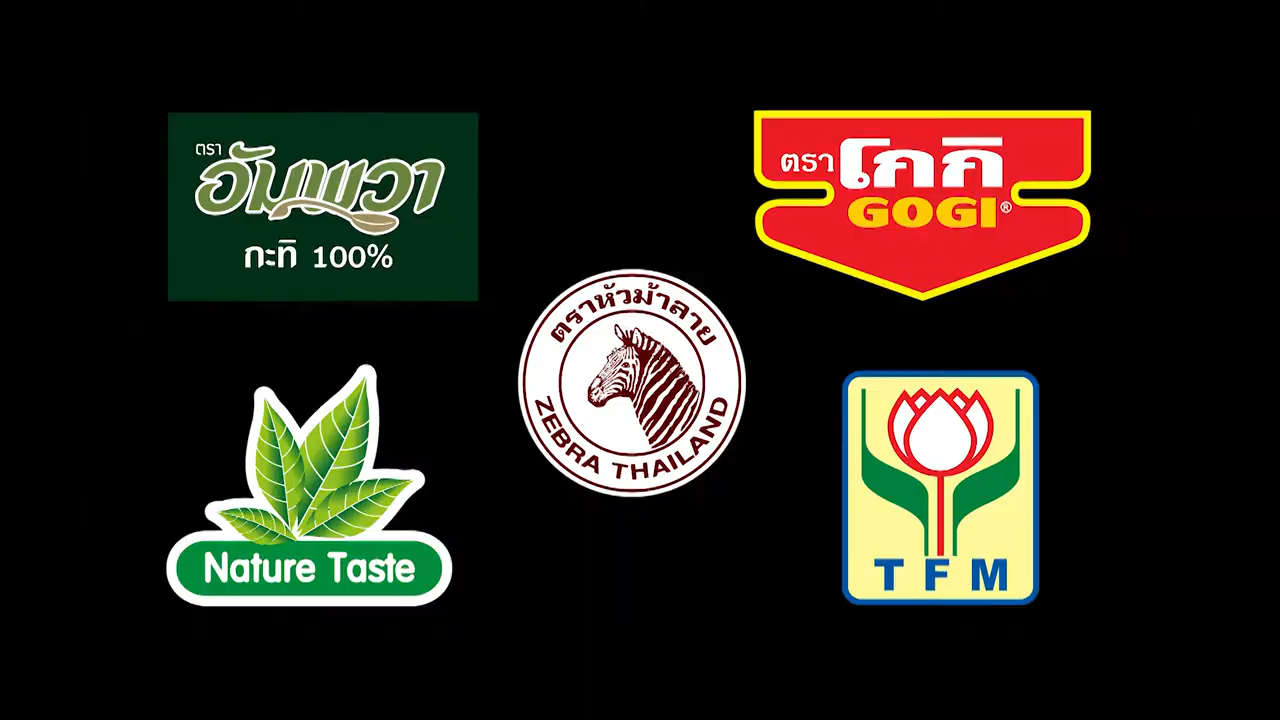 ตรา
อัมพวา
กะทิ 100%
ตรา โกกิ
GOGI®
ตราหัวม้าลาย
ZEBRA THAILAND
Nature Taste
T F M